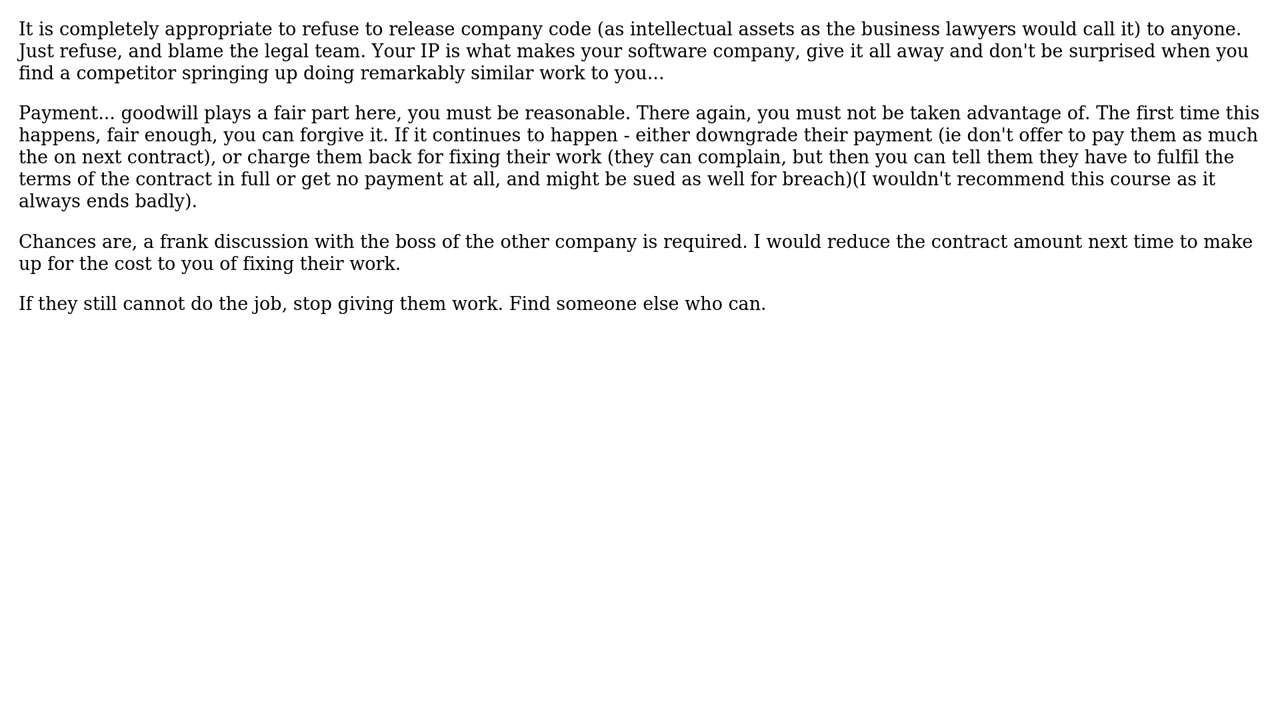 It is completely appropriate to refuse to release company code (as intellectual assets as the business lawyers would call it) to anyone.
Just refuse, and blame the legal team. Your IP is what makes your software company, give it all away and don't be surprised when you
find a competitor springing up doing remarkably similar work to you...
Payment... goodwill plays a fair part here, you must be reasonable. There again, you must not be taken advantage of. The first time this
happens, fair enough, you can forgive it. If it continues to happen - either downgrade their payment (ie don't offer to pay them as much
the on next contract), or charge them back for fixing their work (they can complain, but then you can tell them they have to fulfil the
terms of the contract in full or get no payment at all, and might be sued as well for breach)(I wouldn't recommend this course as it
always ends badly).
Chances are, a frank discussion with the boss of the other company is required. I would reduce the contract amount next time to make
up for the cost to you of fixing their work.
If they still cannot do the job, stop giving them work. Find someone else who can.